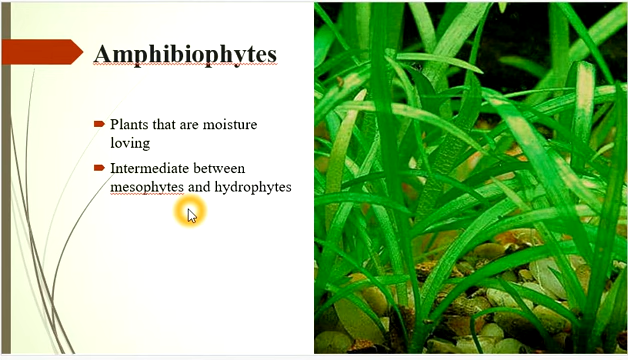 Amphibiophytes
Plants that are moisture
loving
Intermediate between
mesophytes and hydrophytes